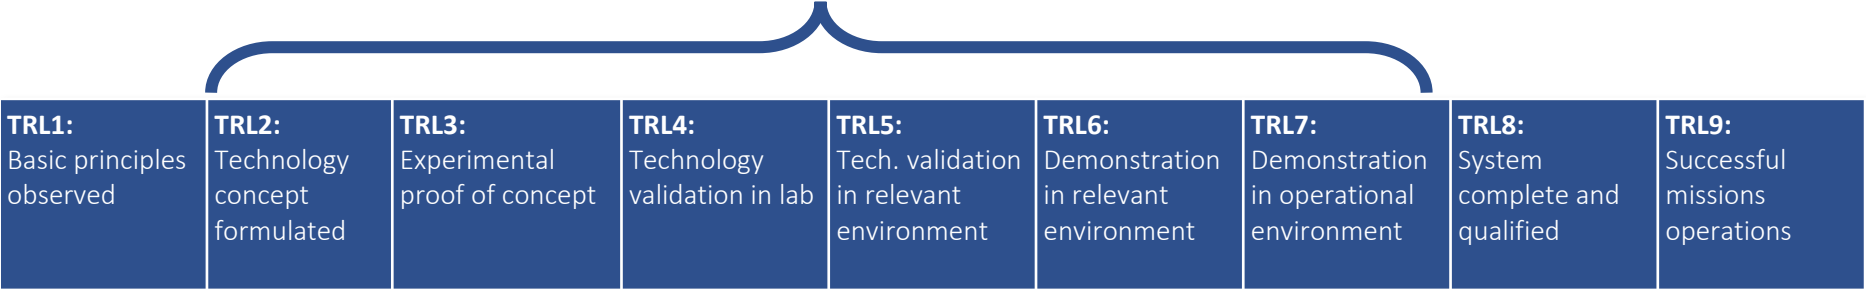 TRL1:
Basic principles
observed
TRL2:
Technology
concept
formulated
TRL3:
Experimental
proof of concept
TRL4:
Technology
validation in lab
TRL5:
Tech. validation
in relevant
environment
TRL6:
Demonstration
in relevant
environment
TRL7:
Demonstration
in operational
environment
TRL8:
System
complete and
qualified
TRL9:
Successful
missions
operations